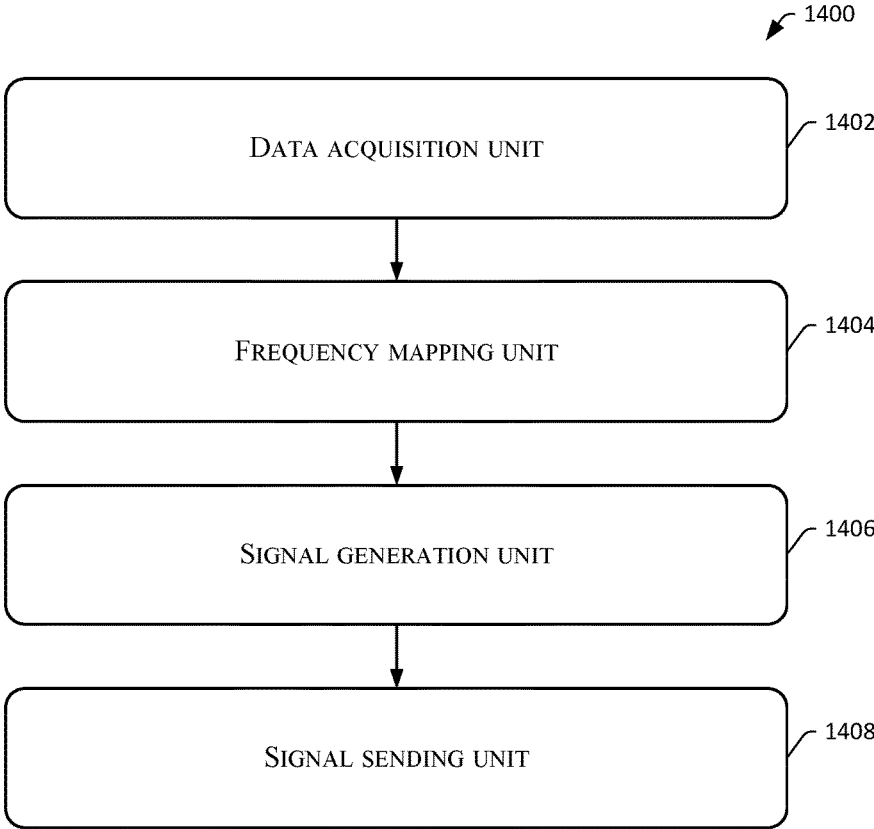 1400
DATA ACQUISITION UNIT
1402
FREQUENCY MAPPING UNIT
1404
SIGNAL GENERATION UNIT
1406
SIGNAL SENDING UNIT
1408